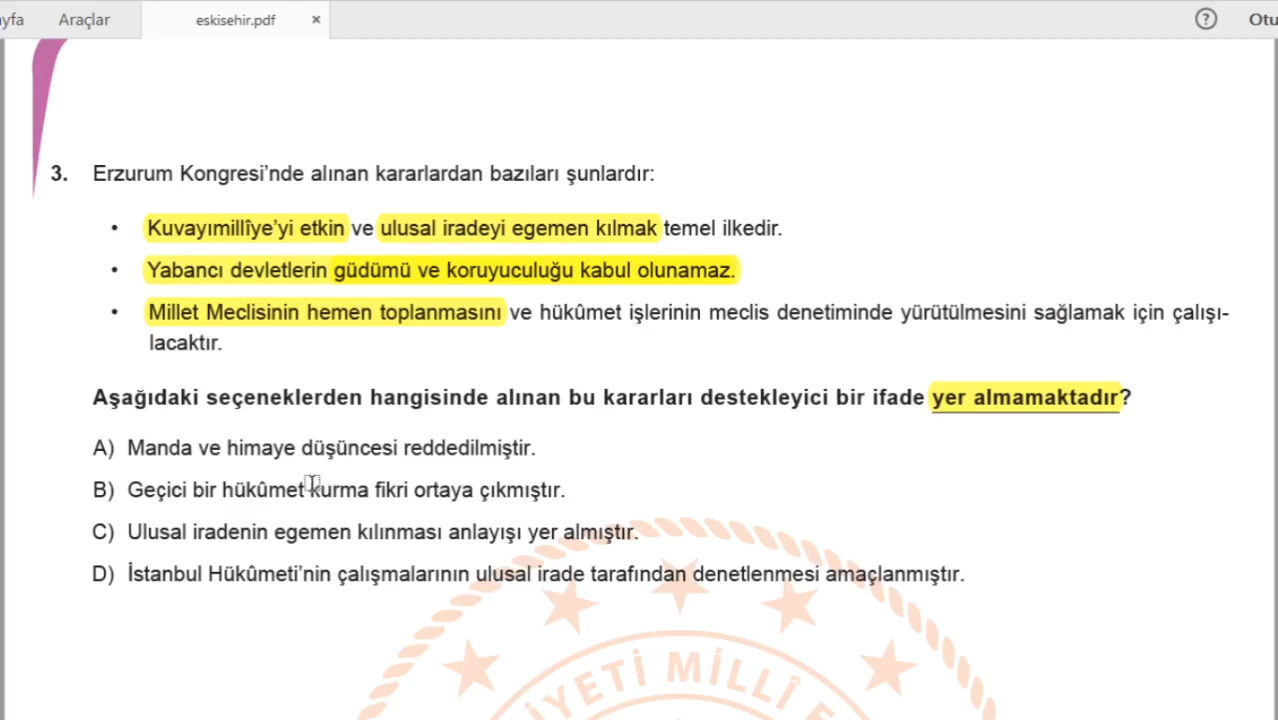 yfa Araçlar eskisehir.pdf × ? Otu
3. Erzurum Kongresi'nde alınan kararlardan bazıları şunlardır:
• Kuvayımillîye'yi etkin ve ulusal iradeyi egemen kılmak temel ilkedir.
• Yabancı devletlerin güdümü ve koruyuculuğu kabul olunamaz.
• Millet Meclisinin hemen toplanmasını ve hükûmet işlerinin meclis denetiminde yürütülmesini sağlamak için çalışı-
lacaktır.
Aşağıdaki seçeneklerden hangisinde alınan bu kararları destekleyici bir ifade yer almamaktadır?
A) Manda ve himaye düşüncesi reddedilmiştir.
B) Geçici bir hükûmet kurma fikri ortaya çıkmıştır.
C) Ulusal iradenin egemen kılınması anlayışı yer almıştır.
D) İstanbul Hükûmeti'nin çalışmalarının ulusal irade tarafından denetlenmesi amaçlanmıştır.
İYETİ MİLLÎ E